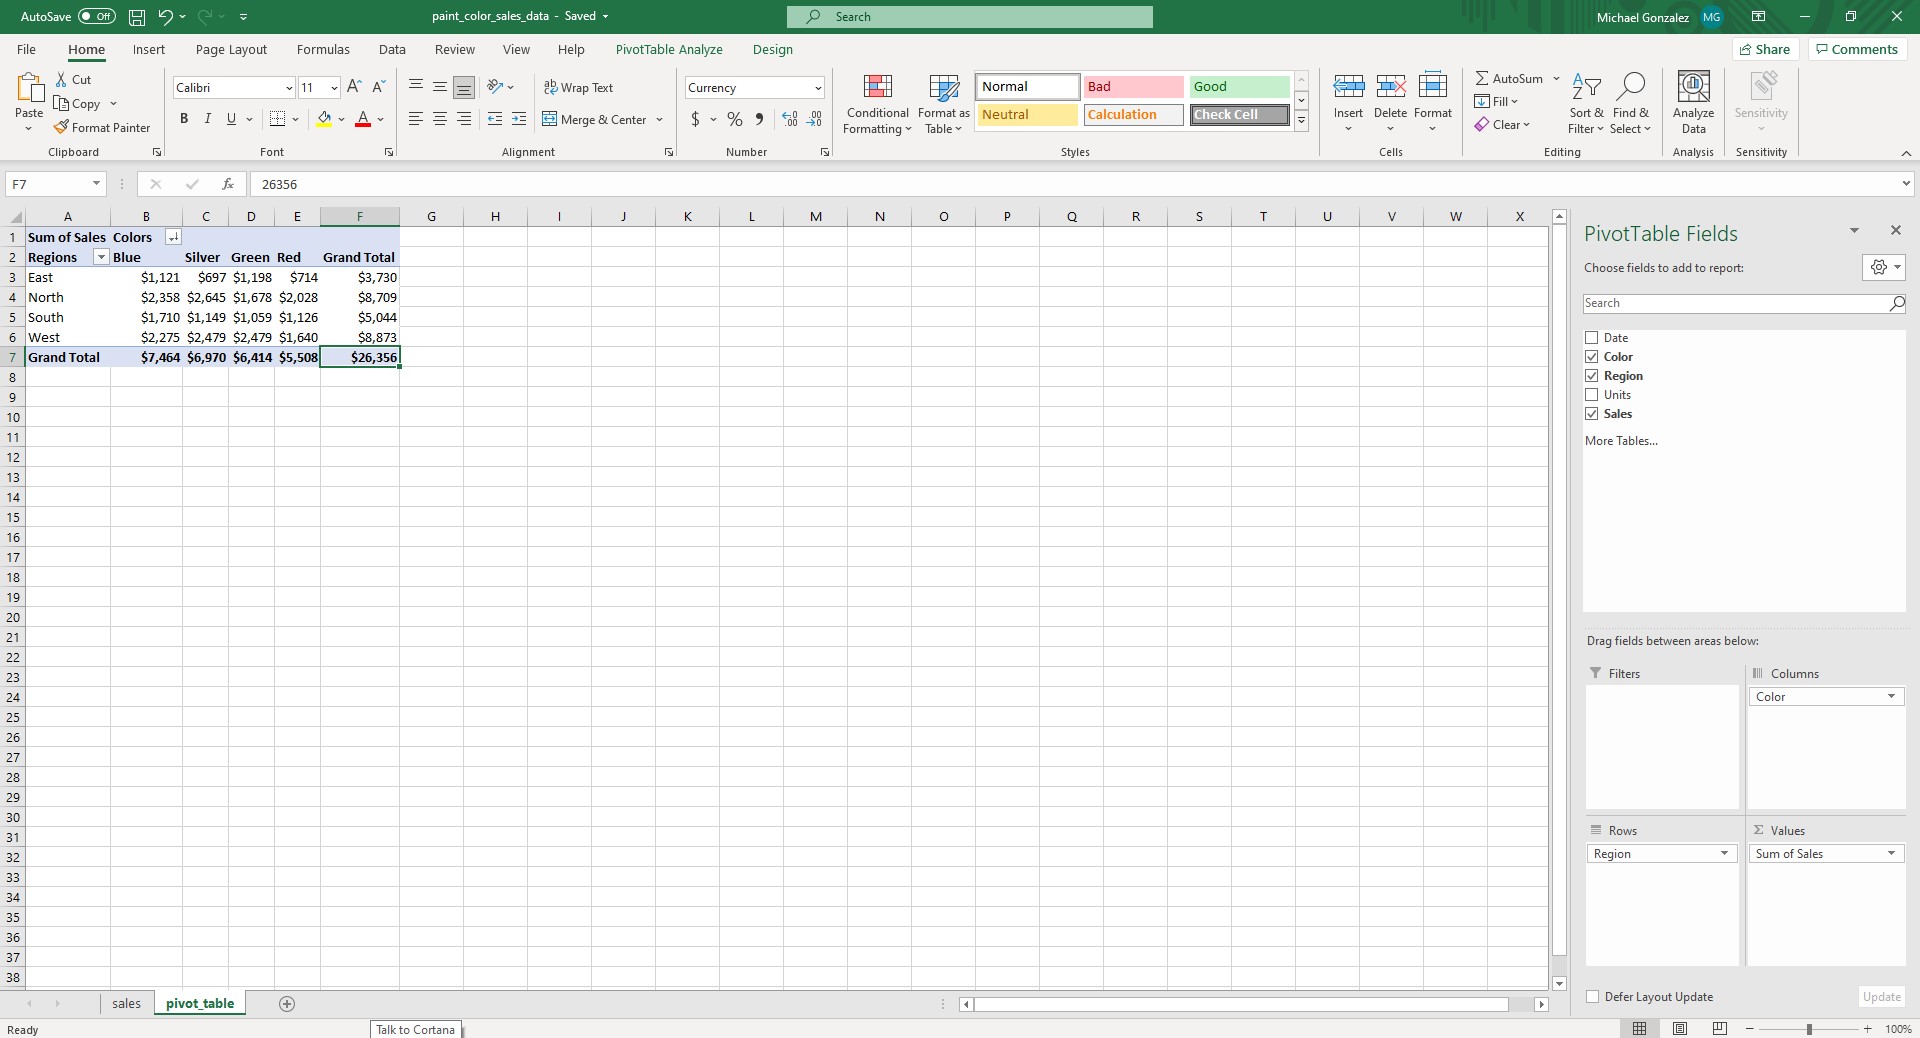 AutoSave Off paint_color_sales_data - Saved Search Michael Gonzalez MG
File Home Insert Page Layout Formulas Data Review View Help PivotTable Analyze Design Share Comments
Paste Cut Copy Format Painter Clipboard
Calibri 11 B I U A A A Font
Wrap Text Merge & Center Alignment
Currency $ % Number
Conditional Formatting Format as Table Normal Bad Good Neutral Calculation Check Cell Styles
Insert Delete Format Cells
AutoSum Fill Clear Sort & Filter Find & Select Editing
Analyze Data Analysis
Sensitivity Sensitivity
F7 fx 26356
A B C D E F G H I J K L M N O P Q R S T U V W X
1 Sum of Sales Colors
2 Regions Blue Silver Green Red Grand Total
3 East $1,121 $697 $1,198 $714 $3,730
4 North $2,358 $2,645 $1,678 $2,028 $8,709
5 South $1,710 $1,149 $1,059 $1,126 $5,044
6 West $2,275 $2,479 $2,479 $1,640 $8,873
7 Grand Total $7,464 $6,970 $6,414 $5,508 $26,356
8
9
10
11
12
13
14
15
16
17
18
19
20
21
22
23
24
25
26
27
28
29
30
31
32
33
34
35
36
37
38
PivotTable Fields
Choose fields to add to report:
Search
Date
Color
Region
Units
Sales
More Tables...
Drag fields between areas below:
Filters Columns
Color
Rows Values
Region Sum of Sales
Defer Layout Update Update
sales pivot_table
Ready Talk to Cortana 100%